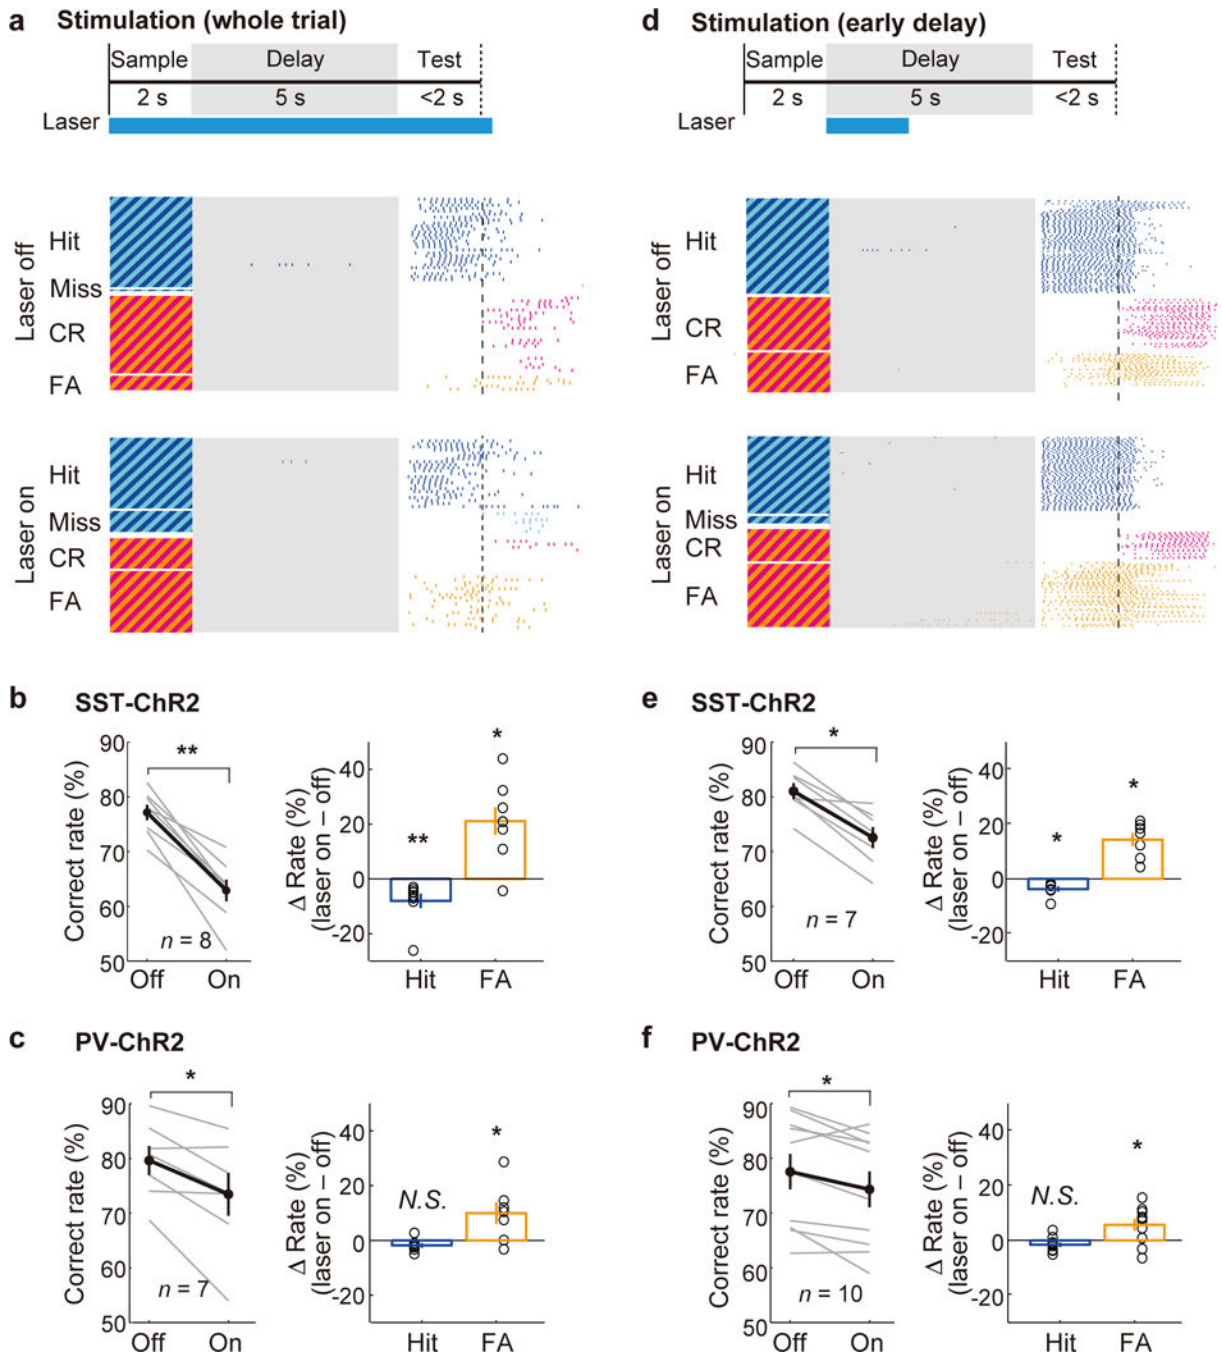 a Stimulation (whole trial)
Sample Delay Test
2 s 5 s <2 s
Laser
Laser off
Hit
Miss
CR
FA
Laser on
Hit
Miss
CR
FA
b SST-ChR2
Correct rate (%)
90
80
70
60
50
**
n = 8
Off On
Δ Rate (%)
(laser on – off)
40
20
0
-20
**
*
Hit FA
c PV-ChR2
Correct rate (%)
90
80
70
60
50
*
n = 7
Off On
Δ Rate (%)
(laser on – off)
40
20
0
-20
N.S.
*
Hit FA
d Stimulation (early delay)
Sample Delay Test
2 s 5 s <2 s
Laser
Laser off
Hit
CR
FA
Laser on
Hit
Miss
CR
FA
e SST-ChR2
Correct rate (%)
90
80
70
60
50
*
n = 7
Off On
Δ Rate (%)
(laser on – off)
40
20
0
-20
*
*
Hit FA
f PV-ChR2
Correct rate (%)
90
80
70
60
50
*
n = 10
Off On
Δ Rate (%)
(laser on – off)
40
20
0
-20
N.S.
*
Hit FA